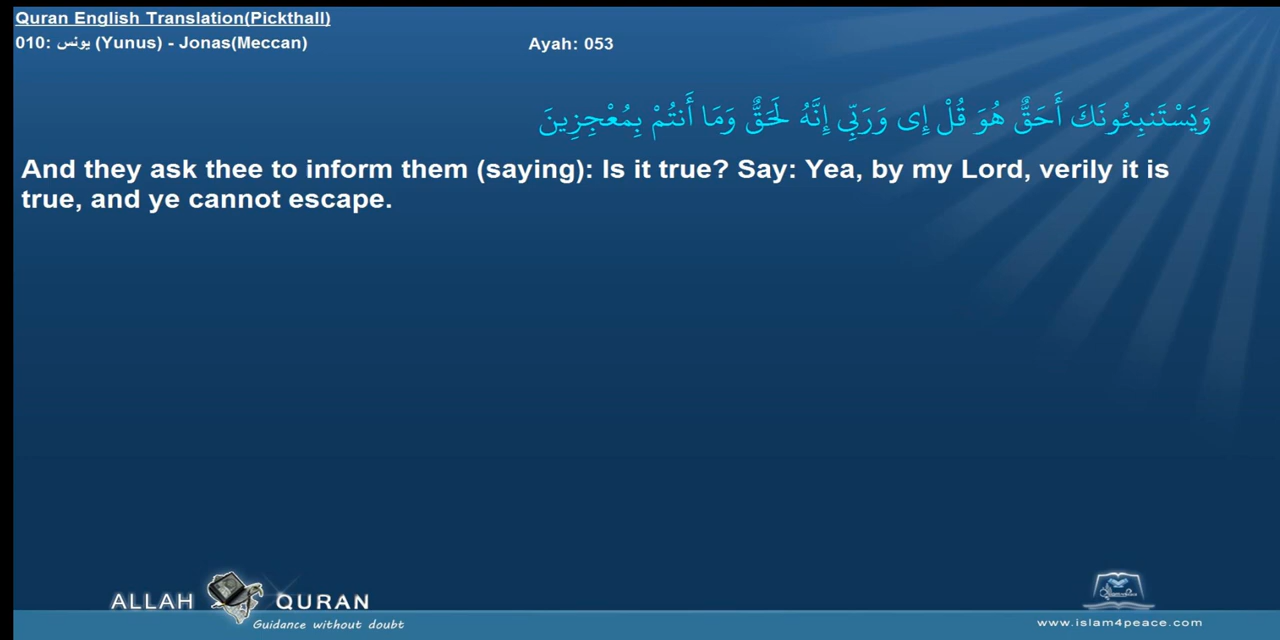 Quran English Translation(Pickthall)
010: يونس (Yunus) - Jonas(Meccan)
Ayah: 053
وَيَسْتَنبِئُونَكَ أَحَقٌّ هُوَ قُلْ إِى وَرَبِّى إِنَّهُ لَحَقٌّ وَمَا أَنتُمْ بِمُعْجِزِينَ
And they ask thee to inform them (saying): Is it true? Say: Yea, by my Lord, verily it is
true, and ye cannot escape.
ALLAH QURAN
Guidance without doubt
www.islam4peace.com